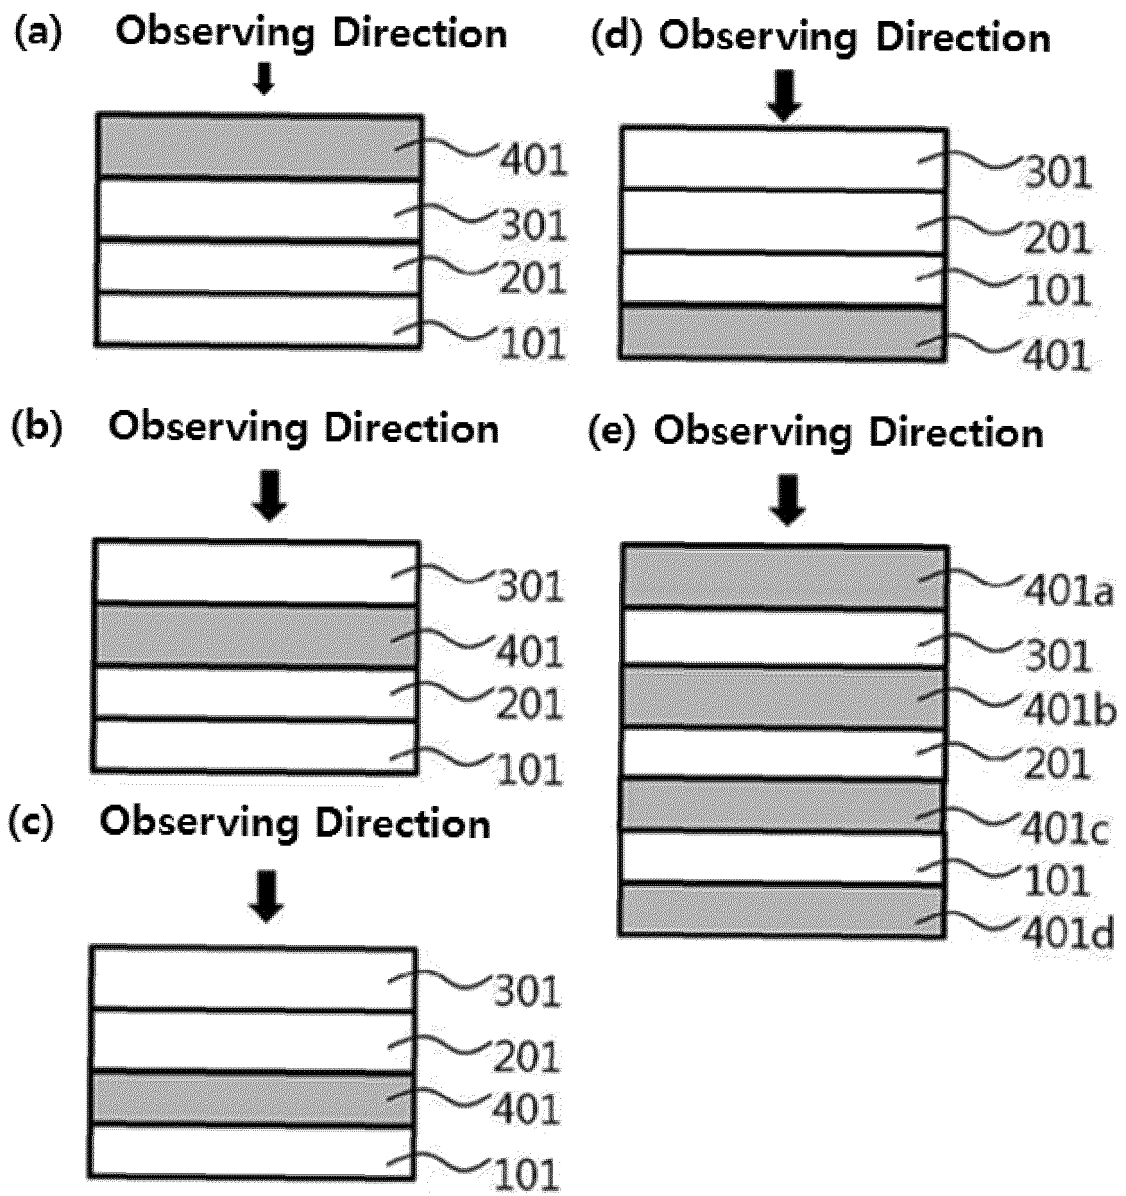 (a) Observing Direction
401
301
201
101
(b) Observing Direction
301
401
201
101
(c) Observing Direction
301
201
401
101
(d) Observing Direction
301
201
101
401
(e) Observing Direction
401a
301
401b
201
401c
101
401d